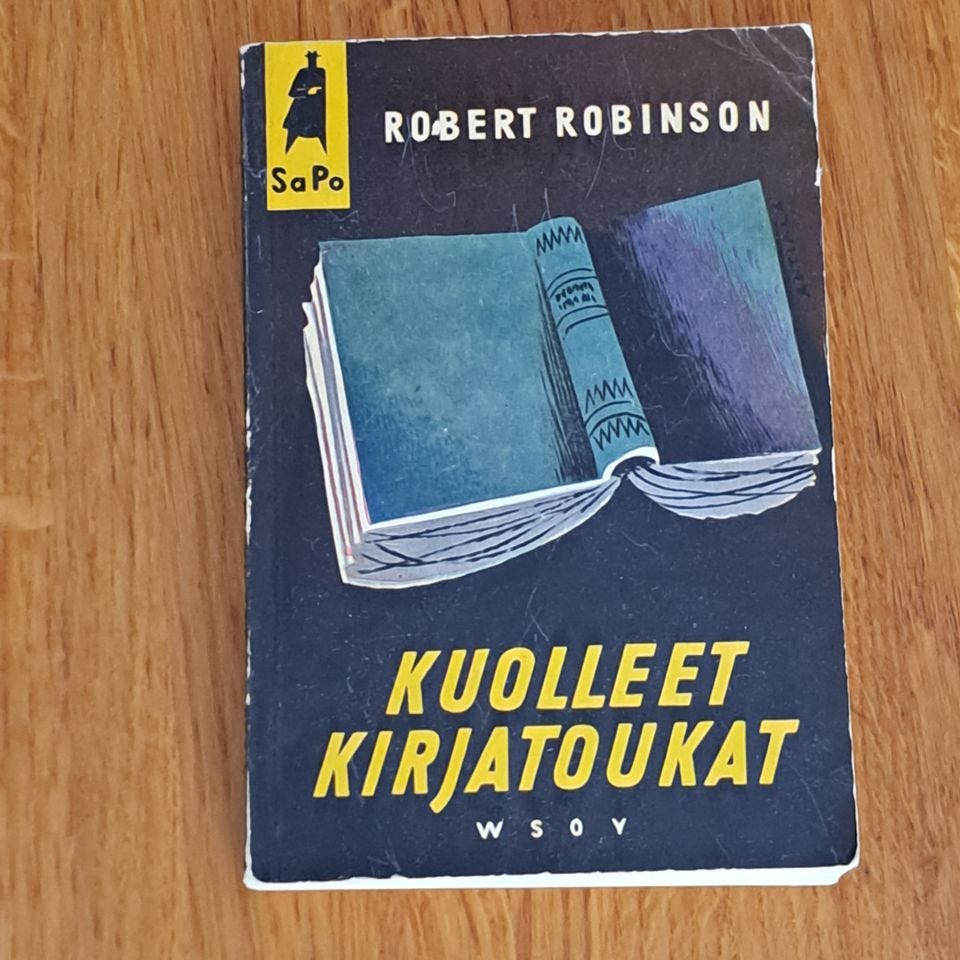 SaPo
ROBERT ROBINSON
KUOLLEET
KIRJATOUKAT
WSOY